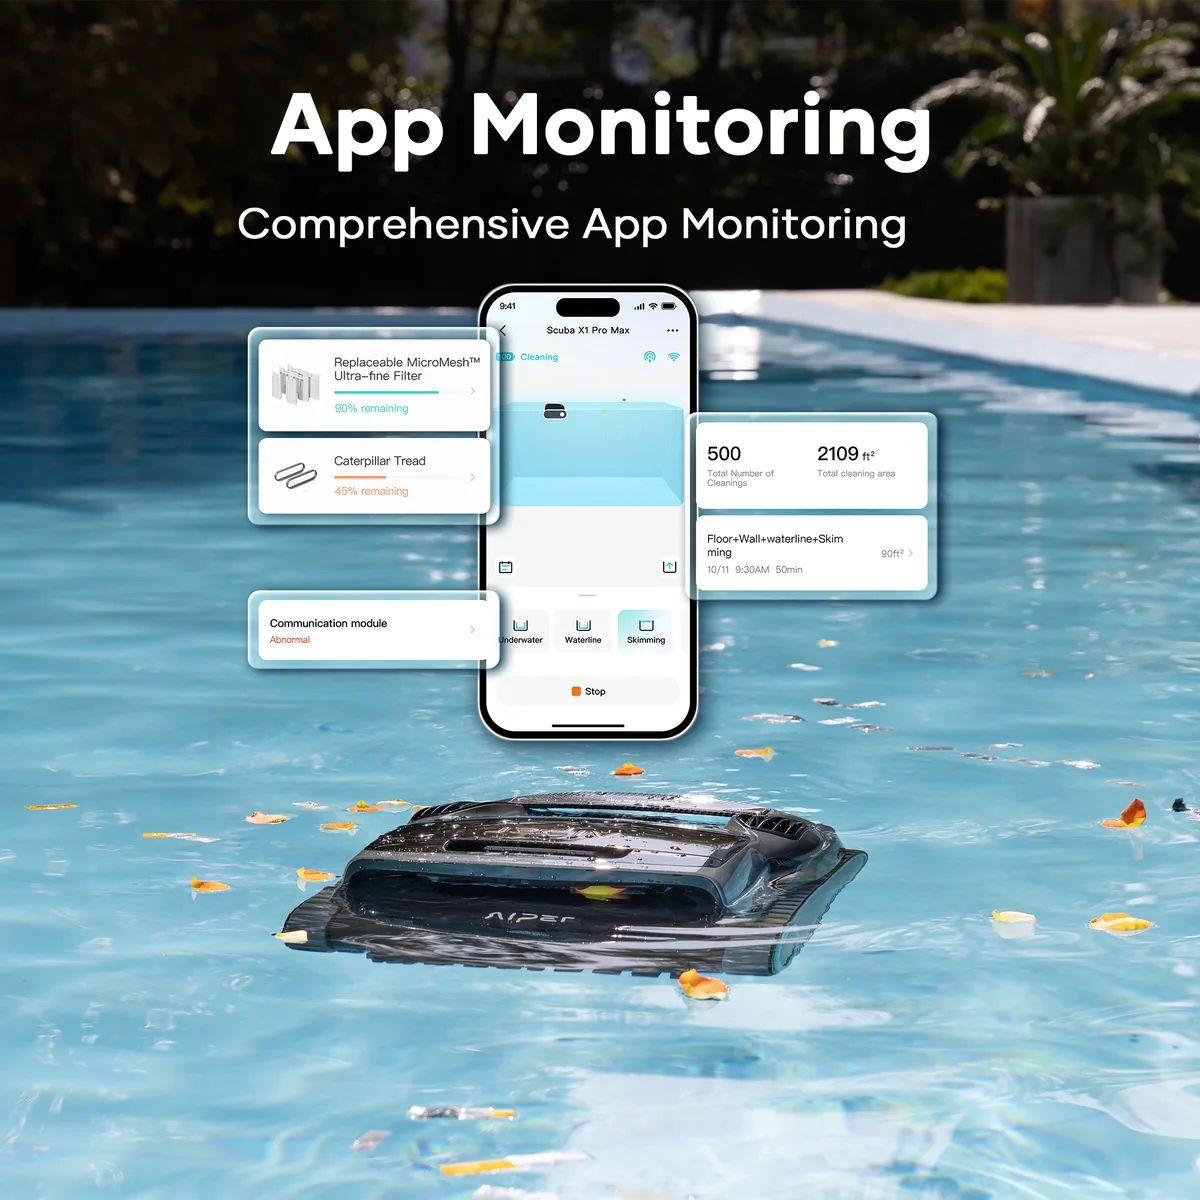 App Monitoring
Comprehensive App Monitoring
9:41
Scuba X1 Pro Max
100
Cleaning
Replaceable MicroMesh™
Ultra-fine Filter
90% remaining
Caterpillar Tread
45% remaining
500
Total Number of
Cleanings
2109 ft²
Total cleaning area
Floor+Wall+waterline+Skim
ming
90ft²
10/11 9:30AM 50min
Communication module
Abnormal
Underwater
Waterline
Skimming
Stop
AIPER